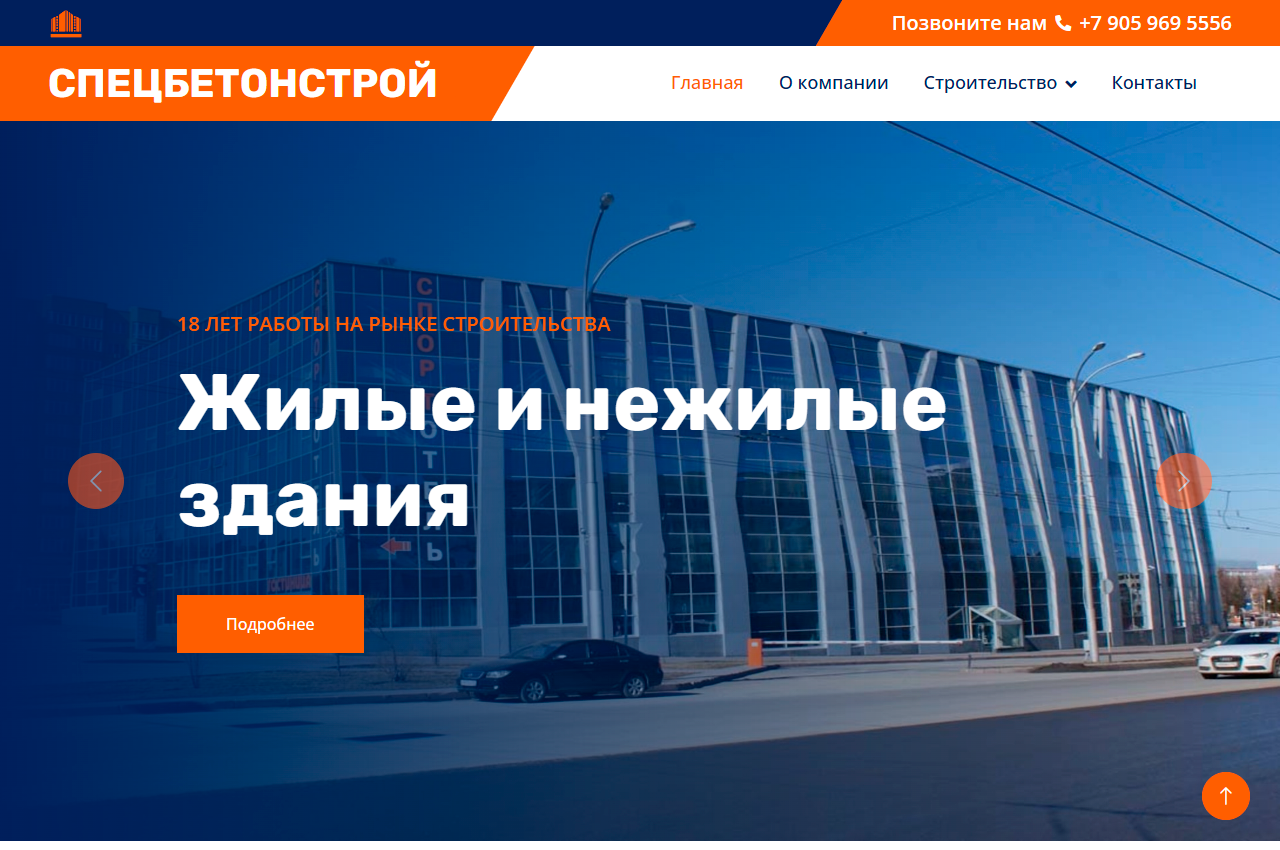 Позвоните нам +7 905 969 5556
СПЕЦБЕТОНСТРОЙ
Главная О компании Строительство Контакты
18 ЛЕТ РАБОТЫ НА РЫНКЕ СТРОИТЕЛЬСТВА
Жилые и нежилые
здания
Подробнее